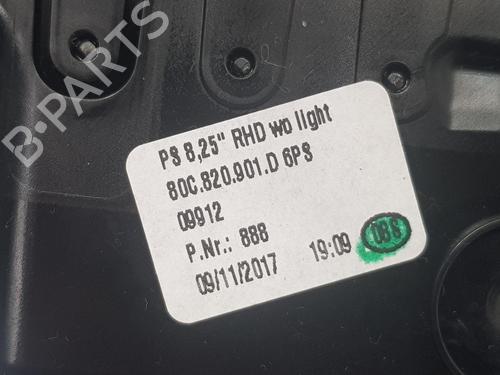 B-PARTS
PS 8,25" RHD wo light
80C.820.901.D 6PS
09912
P.Nr.: 888
09/11/2017 19:09 080